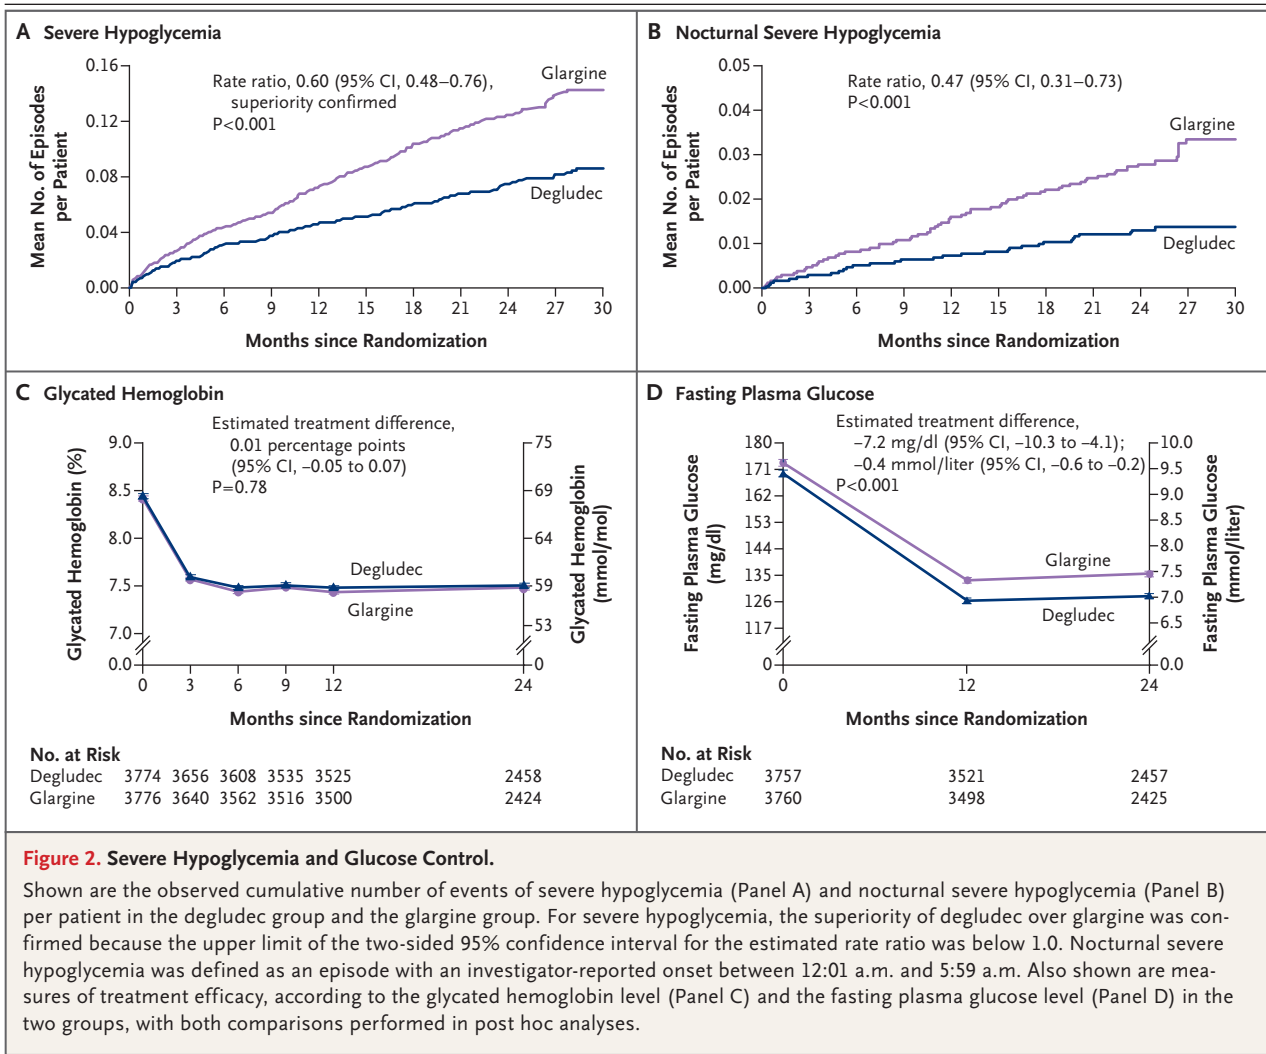 A Severe Hypoglycemia
Mean No. of Episodes
per Patient
0.16
0.12
0.08
0.04
0.00
Rate ratio, 0.60 (95% CI, 0.48–0.76),
superiority confirmed
P<0.001
Glargine
Degludec
0 3 6 9 12 15 18 21 24 27 30
Months since Randomization
B Nocturnal Severe Hypoglycemia
Mean No. of Episodes
per Patient
0.05
0.04
0.03
0.02
0.01
0.00
Rate ratio, 0.47 (95% CI, 0.31–0.73)
P<0.001
Glargine
Degludec
0 3 6 9 12 15 18 21 24 27 30
Months since Randomization
C Glycated Hemoglobin
Glycated Hemoglobin (%)
9.0
8.5
8.0
7.5
7.0
0.0
Estimated treatment difference,
0.01 percentage points
(95% CI, −0.05 to 0.07)
P=0.78
Degludec
Glargine
75
69
64
59
53
0
Glycated Hemoglobin
(mmol/mol)
0 3 6 9 12 24
Months since Randomization
No. at Risk
Degludec 3774 3656 3608 3535 3525 2458
Glargine 3776 3640 3562 3516 3500 2424
D Fasting Plasma Glucose
Fasting Plasma Glucose
(mg/dl)
180
171
162
153
144
135
126
117
0
Estimated treatment difference,
−7.2 mg/dl (95% CI, −10.3 to −4.1);
−0.4 mmol/liter (95% CI, −0.6 to −0.2)
P<0.001
Glargine
Degludec
10.0
9.5
9.0
8.5
8.0
7.5
7.0
6.5
0.0
Fasting Plasma Glucose
(mmol/liter)
0 12 24
Months since Randomization
No. at Risk
Degludec 3757 3521 2457
Glargine 3760 3498 2425
Figure 2. Severe Hypoglycemia and Glucose Control.
Shown are the observed cumulative number of events of severe hypoglycemia (Panel A) and nocturnal severe hypoglycemia (Panel B)
per patient in the degludec group and the glargine group. For severe hypoglycemia, the superiority of degludec over glargine was con-
firmed because the upper limit of the two-sided 95% confidence interval for the estimated rate ratio was below 1.0. Nocturnal severe
hypoglycemia was defined as an episode with an investigator-reported onset between 12:01 a.m. and 5:59 a.m. Also shown are mea-
sures of treatment efficacy, according to the glycated hemoglobin level (Panel C) and the fasting plasma glucose level (Panel D) in the
two groups, with both comparisons performed in post hoc analyses.